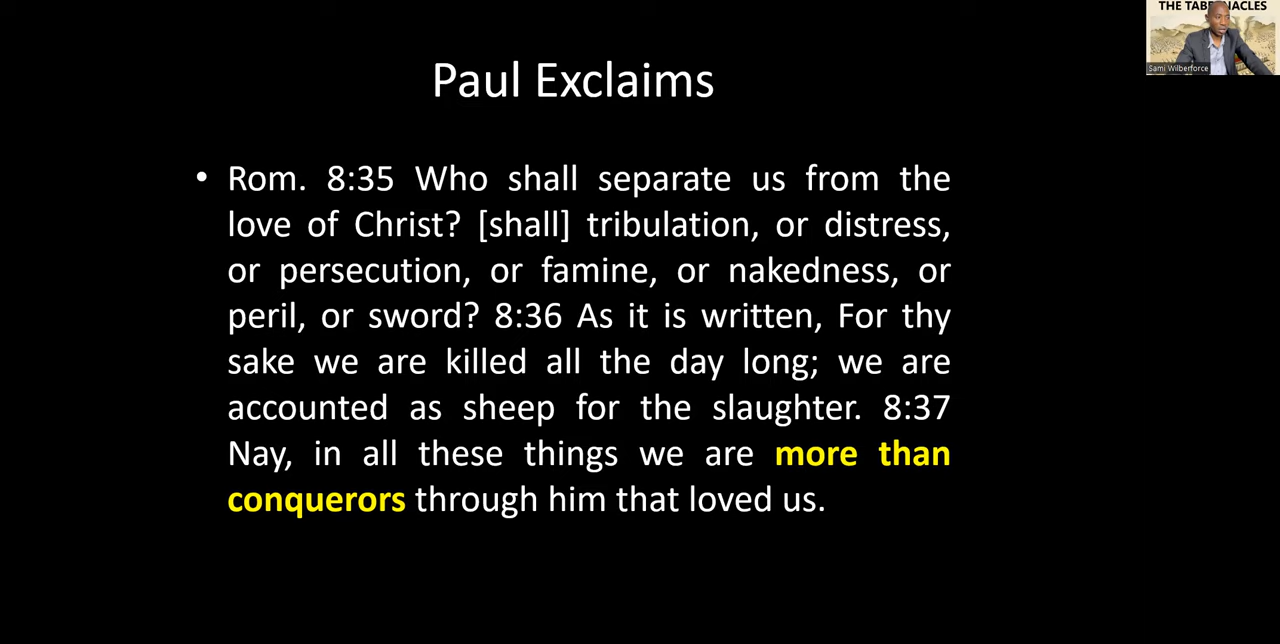 THE TABERNACLES
Sami Wilberforce
Paul Exclaims
• Rom. 8:35 Who shall separate us from the
love of Christ? [shall] tribulation, or distress,
or persecution, or famine, or nakedness, or
peril, or sword? 8:36 As it is written, For thy
sake we are killed all the day long; we are
accounted as sheep for the slaughter. 8:37
Nay, in all these things we are more than
conquerors through him that loved us.